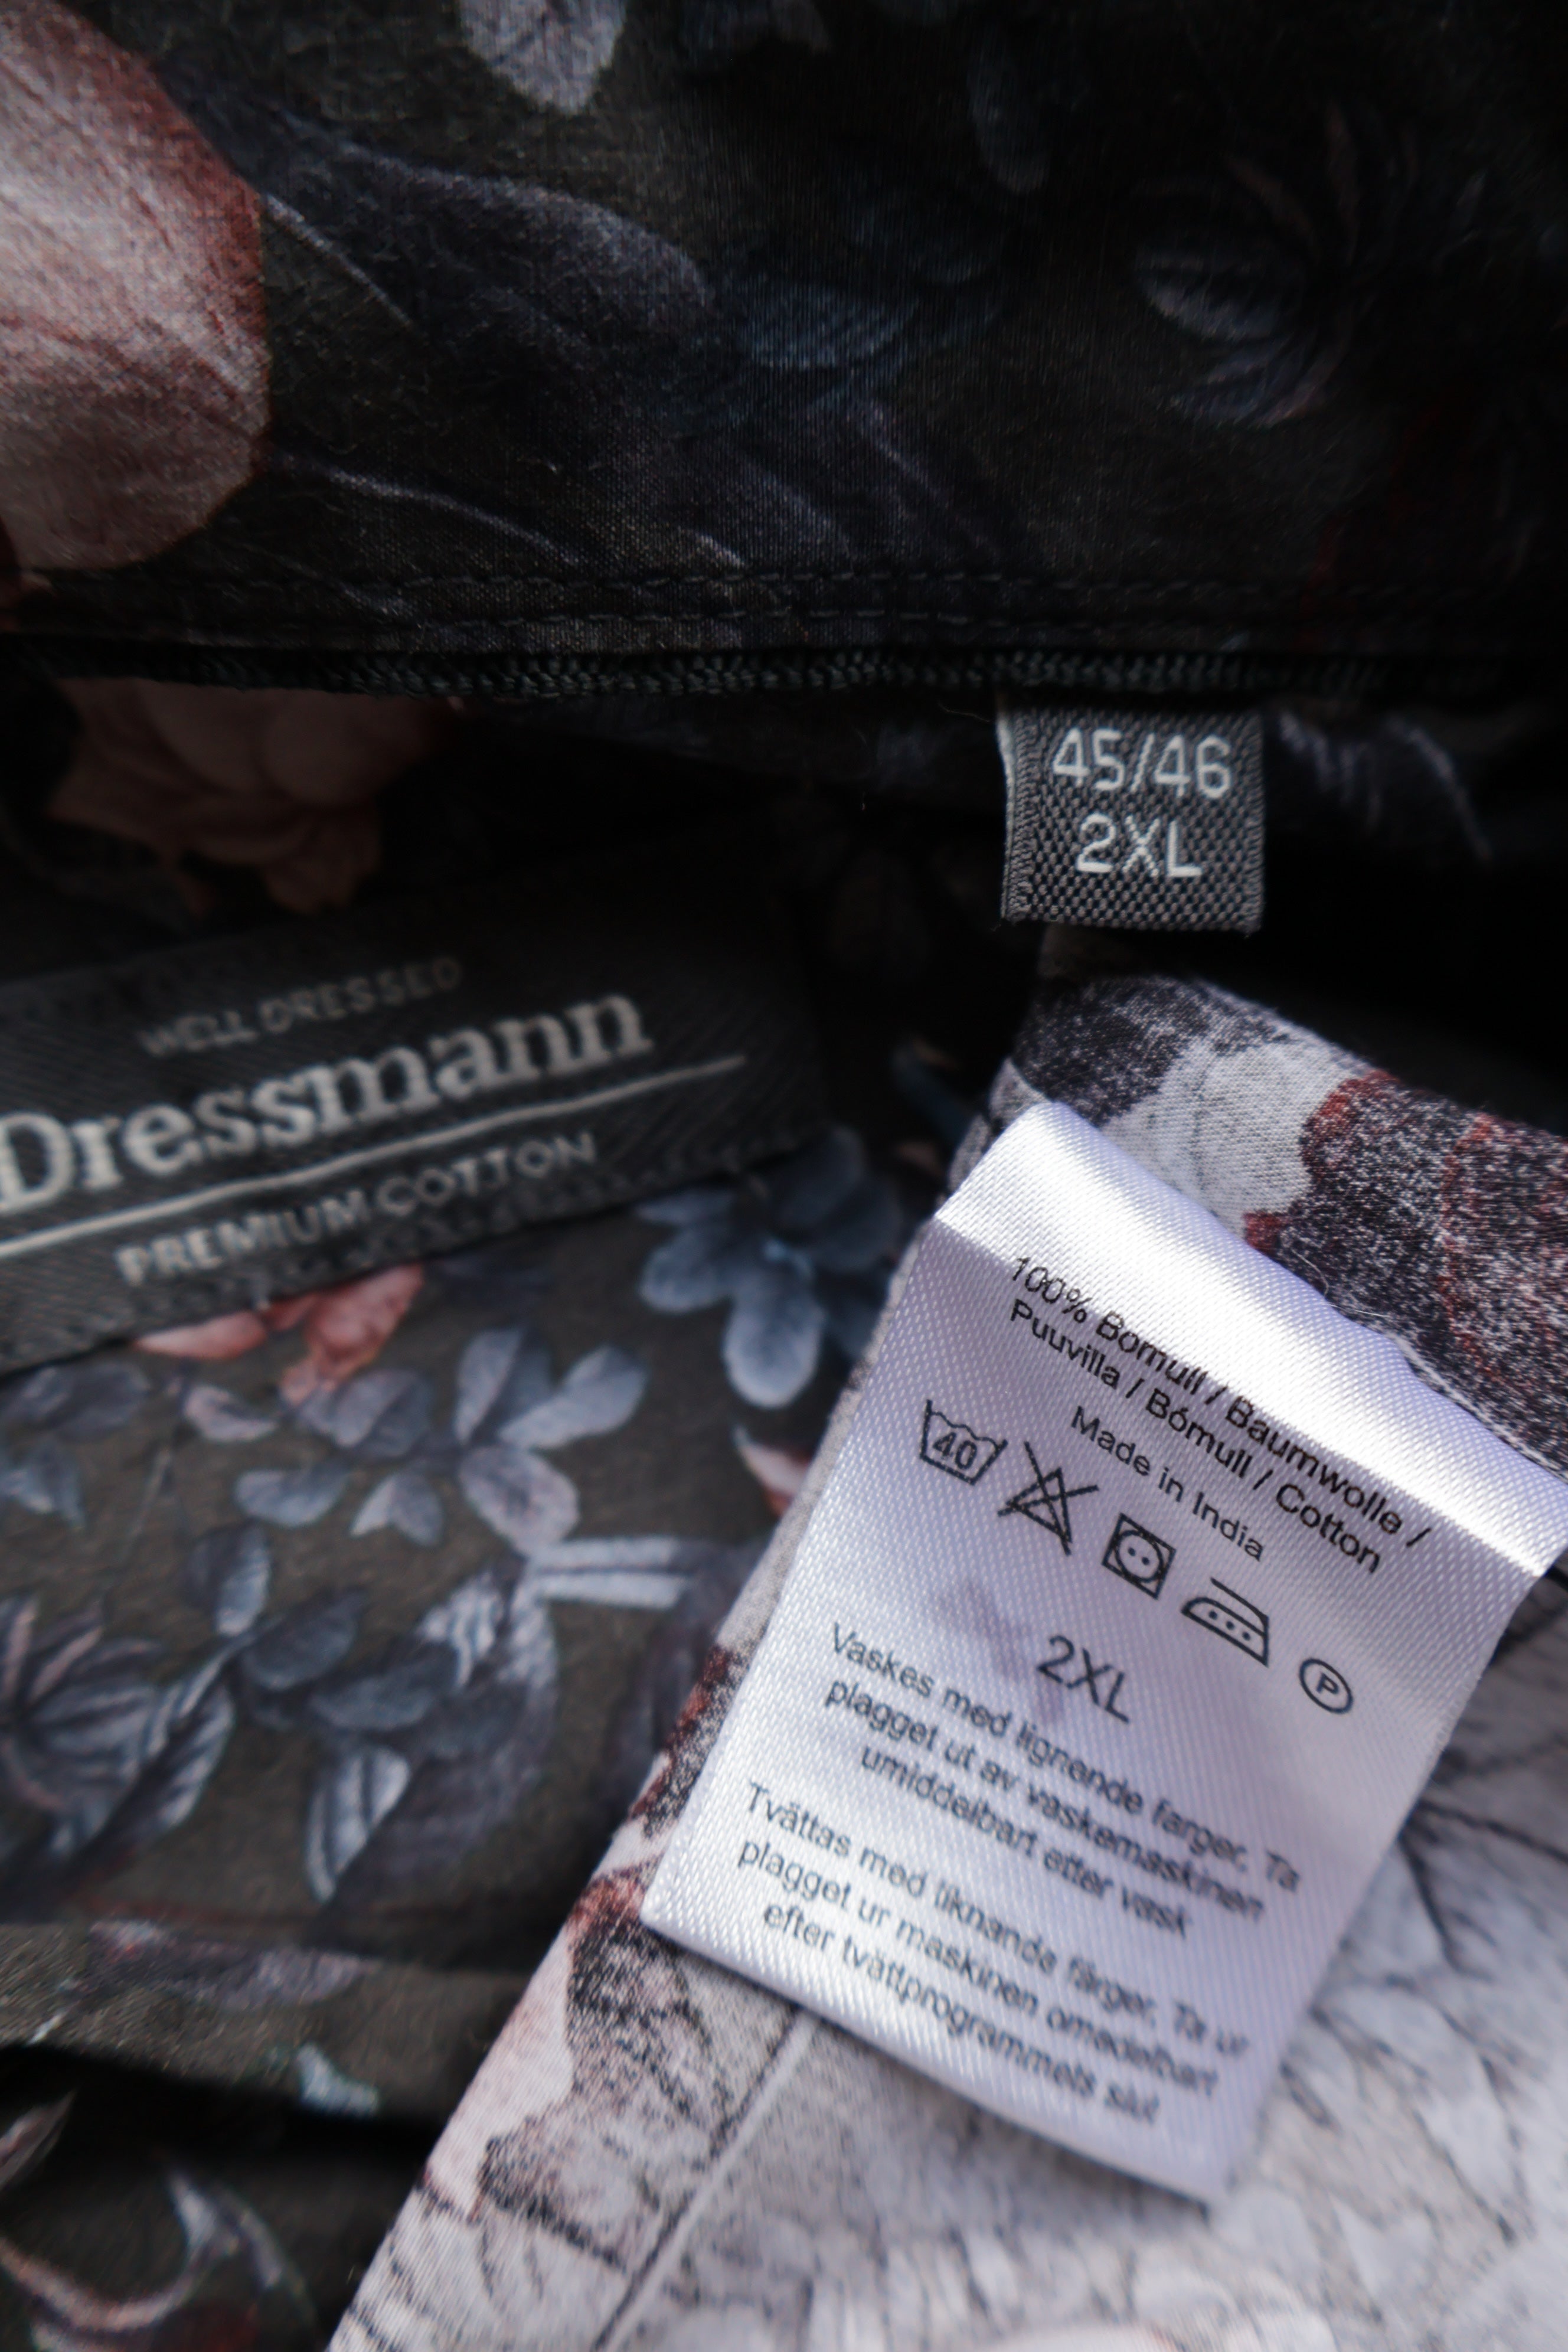 45/46
2XL
WELL DRESSED
Dressmann
PREMIUM COTTON
100% Bomull / Baumwolle /
Puuvilla / Bómull / Cotton
Made in India
40
P
2XL
Vaskes med lignende farger. Ta
plagget ut av vaskemaskinen
umiddelbart etter vask
Tvättas med liknande färger. Ta ur
plagget ur maskinen omedelbart
efter tvättprogrammets slut